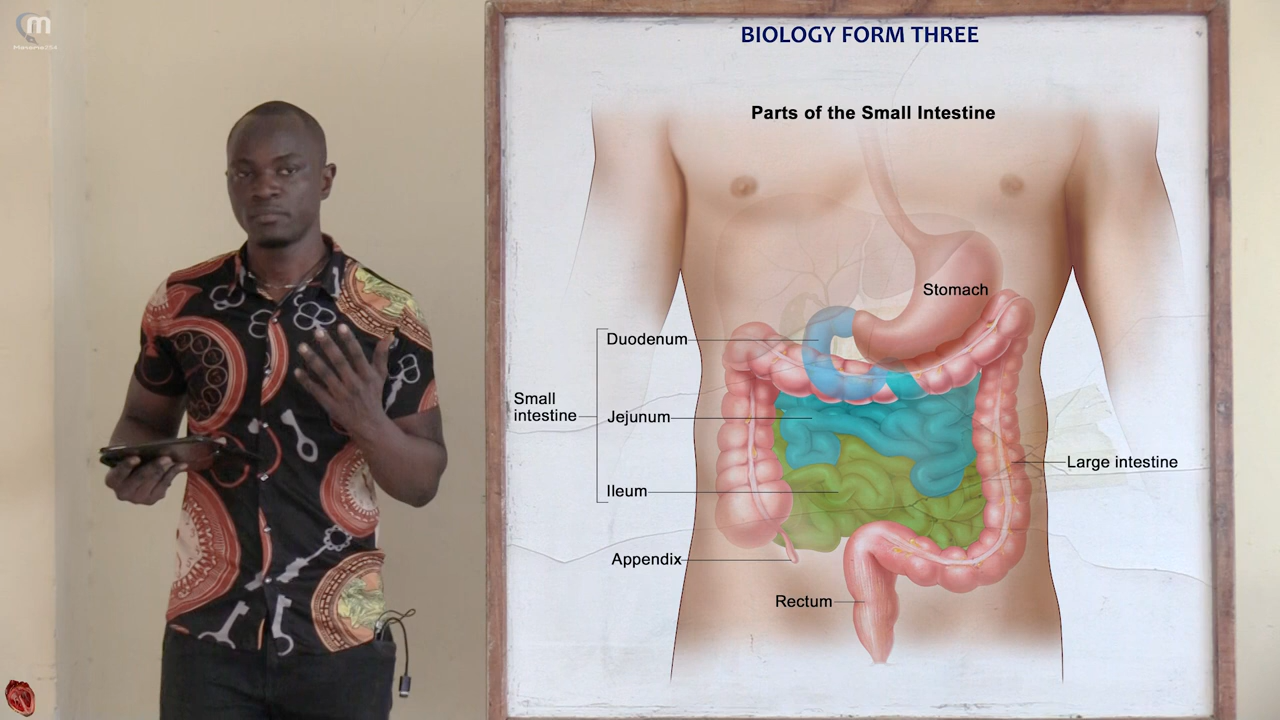 BIOLOGY FORM THREE
Parts of the Small Intestine
Stomach
Duodenum
Small
intestine
Jejunum
Large intestine
Ileum
Appendix
Rectum